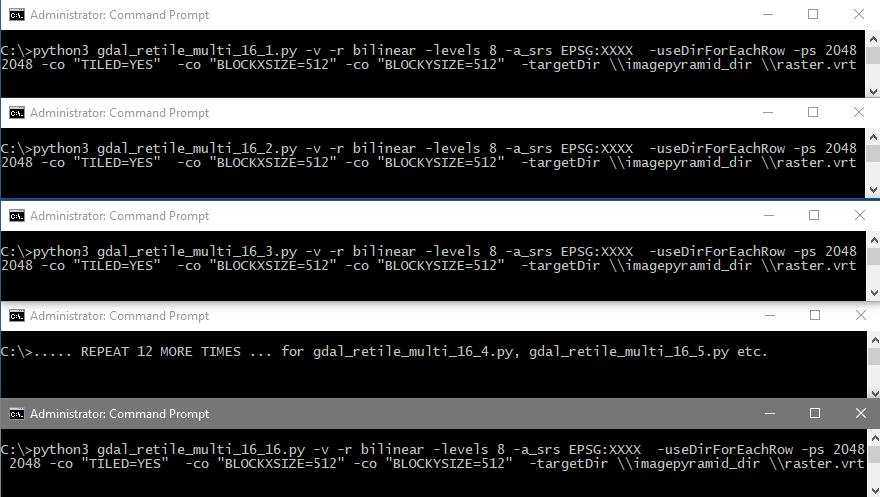 Administrator: Command Prompt
C:\>python3 gdal_retile_multi_16_1.py -v -r bilinear -levels 8 -a_srs EPSG:XXXX  -useDirForEachRow -ps 2048
2048 -co "TILED=YES"  -co "BLOCKXSIZE=512" -co "BLOCKYSIZE=512"  -targetDir \\imagepyramid_dir \\raster.vrt
Administrator: Command Prompt
C:\>python3 gdal_retile_multi_16_2.py -v -r bilinear -levels 8 -a_srs EPSG:XXXX  -useDirForEachRow -ps 2048
2048 -co "TILED=YES"  -co "BLOCKXSIZE=512" -co "BLOCKYSIZE=512"  -targetDir \\imagepyramid_dir \\raster.vrt
Administrator: Command Prompt
C:\>python3 gdal_retile_multi_16_3.py -v -r bilinear -levels 8 -a_srs EPSG:XXXX  -useDirForEachRow -ps 2048
2048 -co "TILED=YES"  -co "BLOCKXSIZE=512" -co "BLOCKYSIZE=512"  -targetDir \\imagepyramid_dir \\raster.vrt
Administrator: Command Prompt
C:\>..... REPEAT 12 MORE TIMES ... for gdal_retile_multi_16_4.py, gdal_retile_multi_16_5.py etc.
Administrator: Command Prompt
C:\>python3 gdal_retile_multi_16_16.py -v -r bilinear -levels 8 -a_srs EPSG:XXXX  -useDirForEachRow -ps 2048
2048 -co "TILED=YES"  -co "BLOCKXSIZE=512" -co "BLOCKYSIZE=512"  -targetDir \\imagepyramid_dir \\raster.vrt